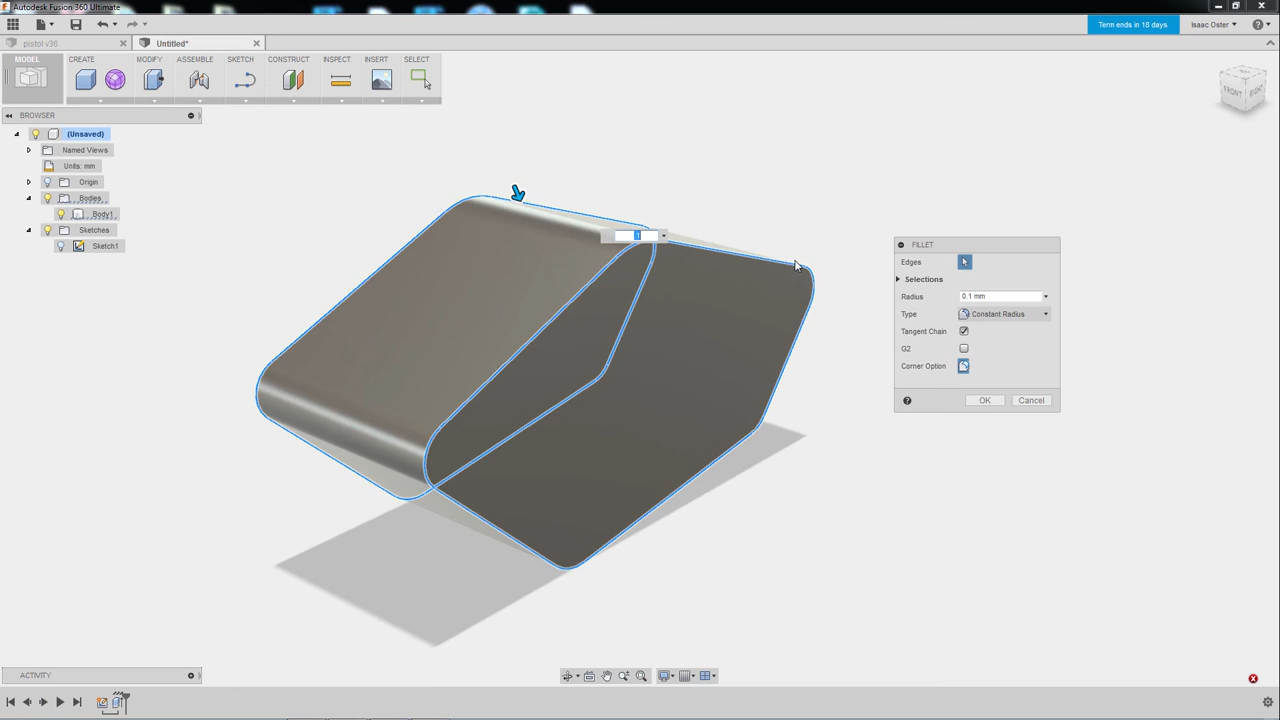 Autodesk Fusion 360 Ultimate
Term ends in 18 days
Isaac Oster
pistol v36
Untitled*
MODEL
CREATE
MODIFY
ASSEMBLE
SKETCH
CONSTRUCT
INSPECT
INSERT
SELECT
BROWSER
(Unsaved)
Named Views
Units: mm
Origin
Bodies
Body1
Sketches
Sketch1
FRONT
RIGHT
FILLET
Edges
Selections
Radius
0.1 mm
Type
Constant Radius
Tangent Chain
G2
Corner Option
OK
Cancel
ACTIVITY